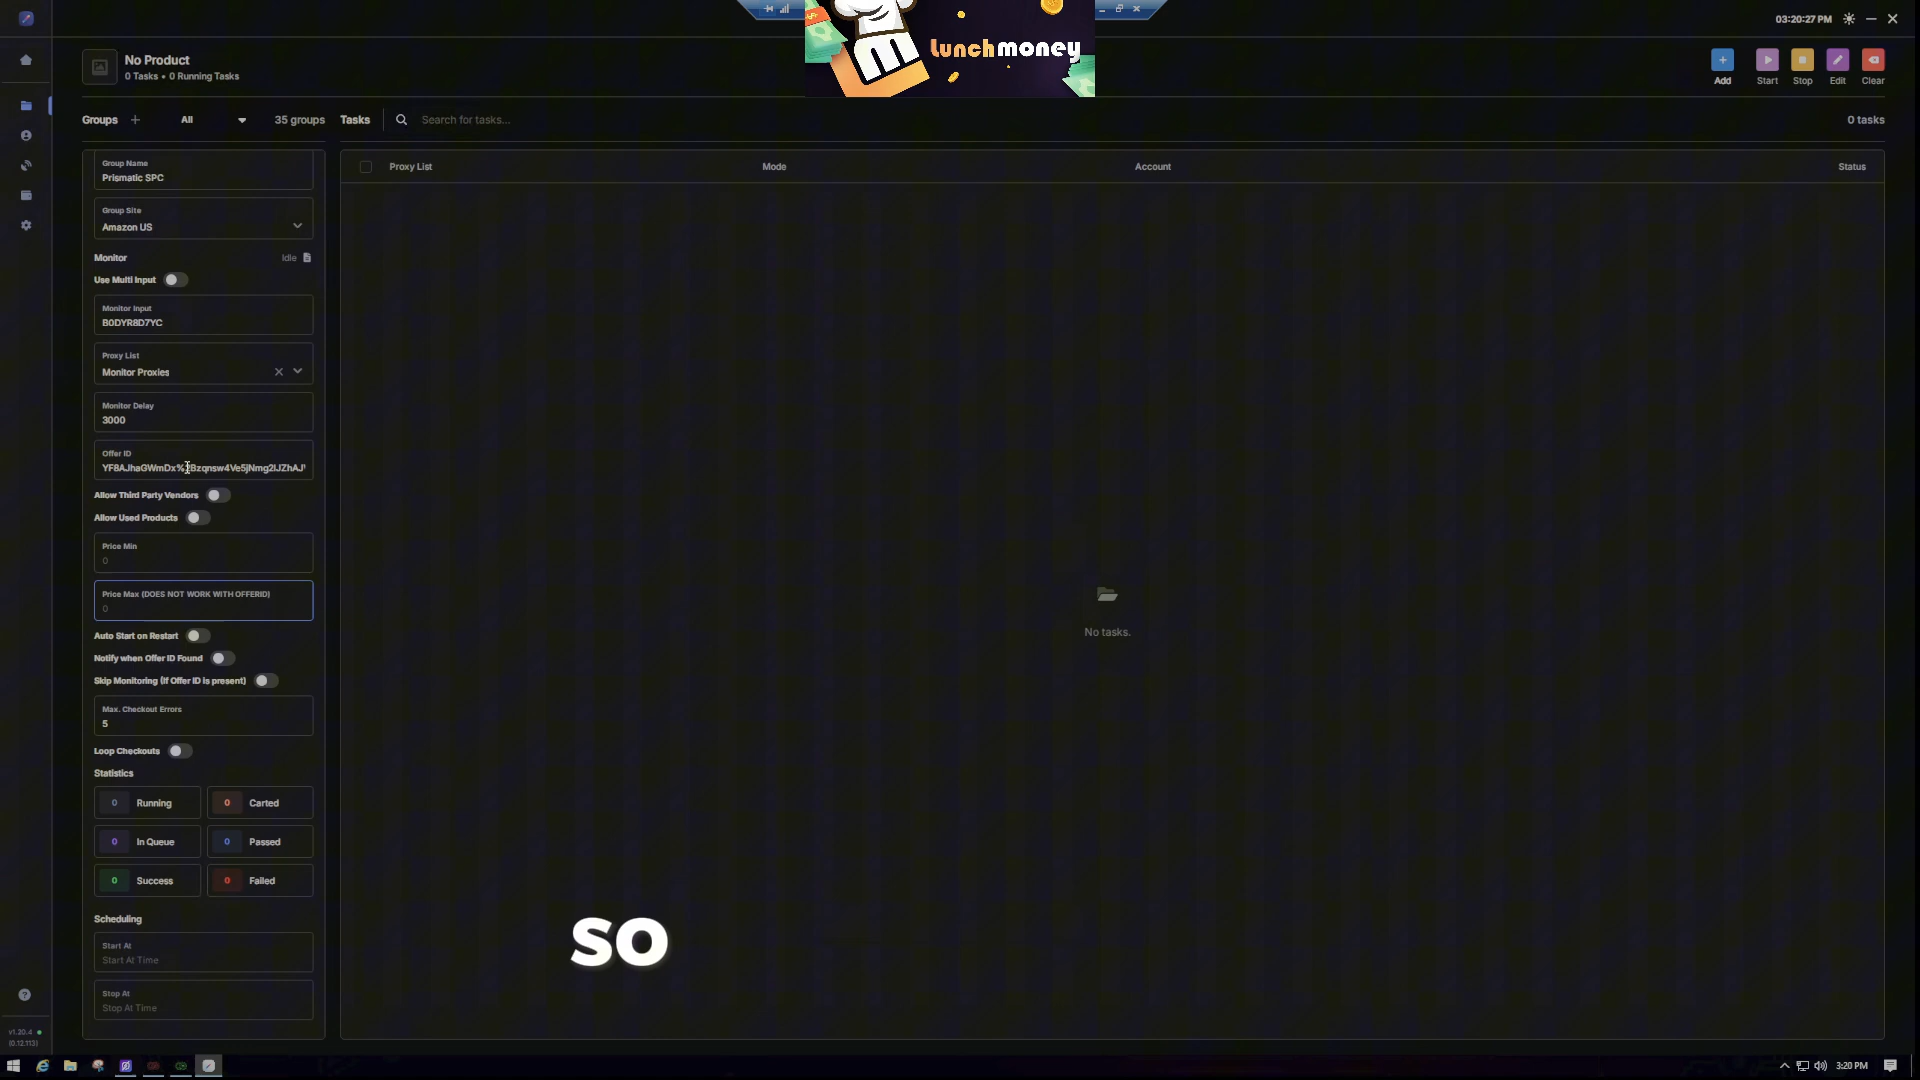 03:20:27 PM
No Product
0 Tasks • 0 Running Tasks
lunchmoney
Add
Start
Stop
Edit
Clear
Groups
All
35 groups
Tasks
Search for tasks...
0 tasks
Group Name
Prismatic SPC
Group Site
Amazon US
Monitor
Idle
Use Multi Input
Monitor Input
B0DYR8D7YC
Proxy List
Monitor Proxies
Monitor Delay
3000
Offer ID
Allow Third Party Vendors
Allow Used Products
Price Min
0
Price Max (DOES NOT WORK WITH OFFERID)
0
Auto Start on Restart
Notify when Offer ID Found
Skip Monitoring (If Offer ID is present)
Max. Checkout Errors
5
Loop Checkouts
Statistics
0 Running
0 Carted
0 In Queue
0 Passed
0 Success
0 Failed
Scheduling
Start At
Start At Time
Stop At
Stop At Time
Proxy List
Mode
Account
Status
No tasks.
SO
v1.20.4
(0.12.113)
3:20 PM